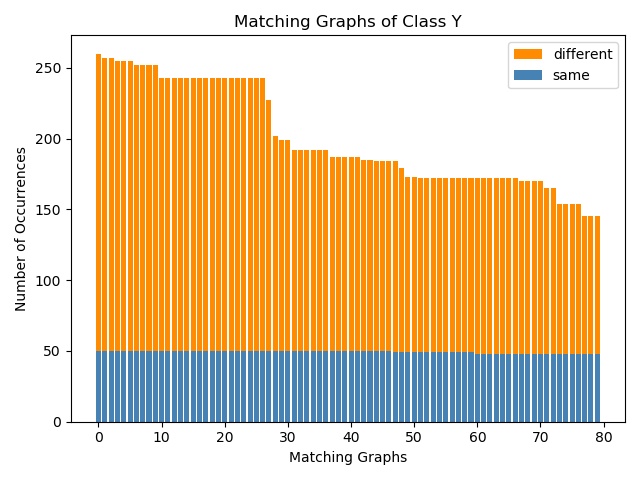 Matching Graphs of Class Y
different
same
Number of Occurrences
250
200
150
100
50
0
0 10 20 30 40 50 60 70 80
Matching Graphs